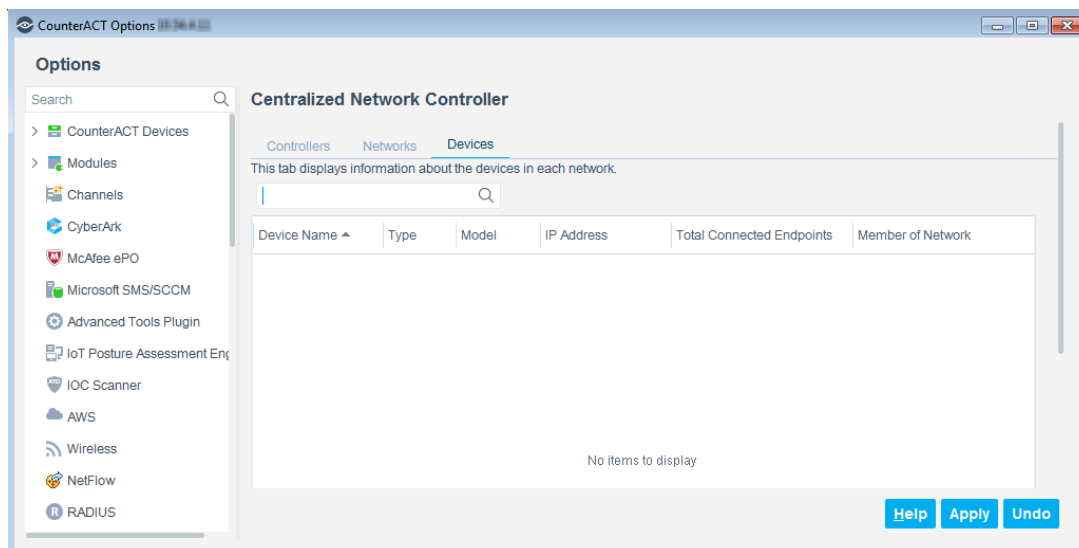 CounterACT Options
Options
Search
CounterACT Devices
Modules
Channels
CyberArk
McAfee ePO
Microsoft SMS/SCCM
Advanced Tools Plugin
IoT Posture Assessment Eng
IOC Scanner
AWS
Wireless
NetFlow
RADIUS
Centralized Network Controller
Controllers Networks Devices
This tab displays information about the devices in each network.
Device Name Type Model IP Address Total Connected Endpoints Member of Network
No items to display
Help Apply Undo